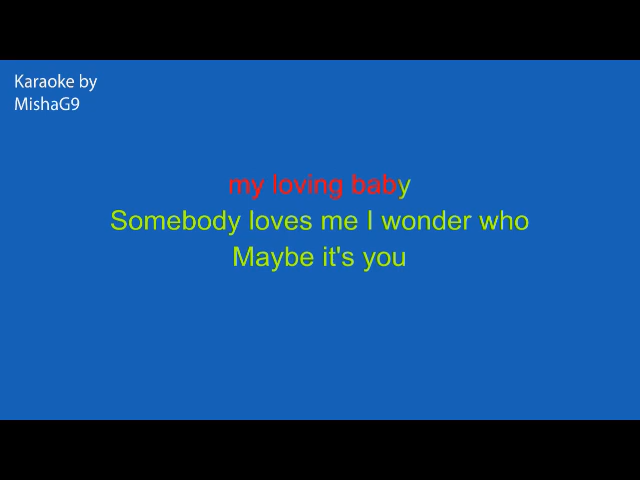 Karaoke by
MishaG9
my loving baby
Somebody loves me I wonder who
Maybe it's you